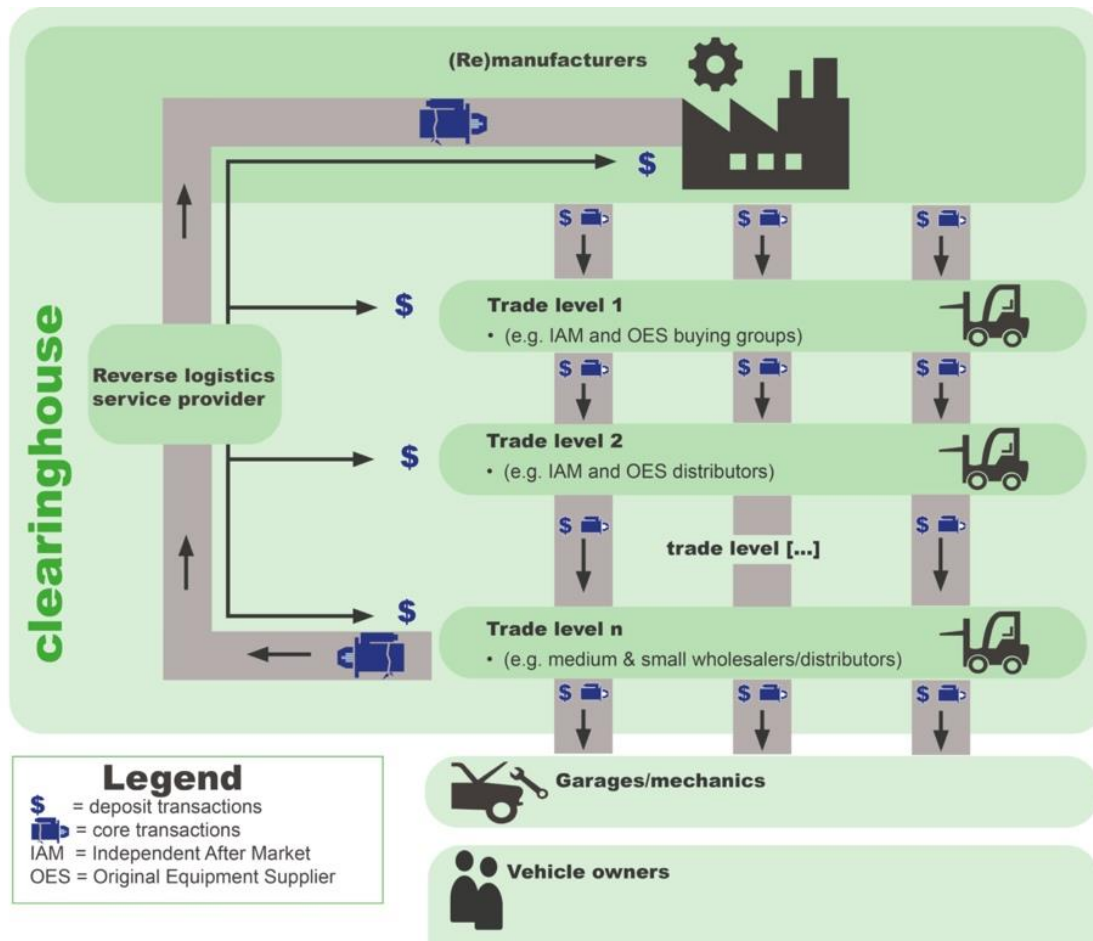 (Re)manufacturers
$
$ $ $
Trade level 1
$
• (e.g. IAM and OES buying groups)
clearinghouse
$ $ $
Reverse logistics
service provider
Trade level 2
$
• (e.g. IAM and OES distributors)
$ $
trade level [...]
$
Trade level n
• (e.g. medium & small wholesalers/distributors)
$ $ $
Legend
$ = deposit transactions
= core transactions
IAM = Independent After Market
OES = Original Equipment Supplier
Garages/mechanics
Vehicle owners